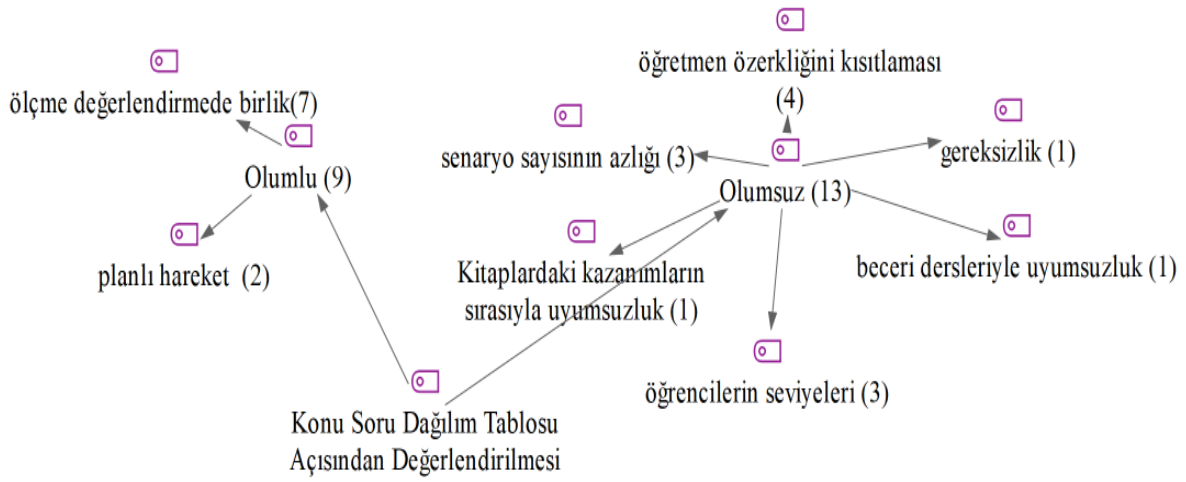 öğretmen özerkliğini kısıtlaması
(4)
ölçme değerlendirmede birlik(7)
senaryo sayısının azlığı (3)
gereksizlik (1)
Olumlu (9)
Olumsuz (13)
planlı hareket (2)
Kitaplardaki kazanımların
sırasıyla uyumsuzluk (1)
beceri dersleriyle uyumsuzluk (1)
öğrencilerin seviyeleri (3)
Konu Soru Dağılım Tablosu
Açısından Değerlendirilmesi